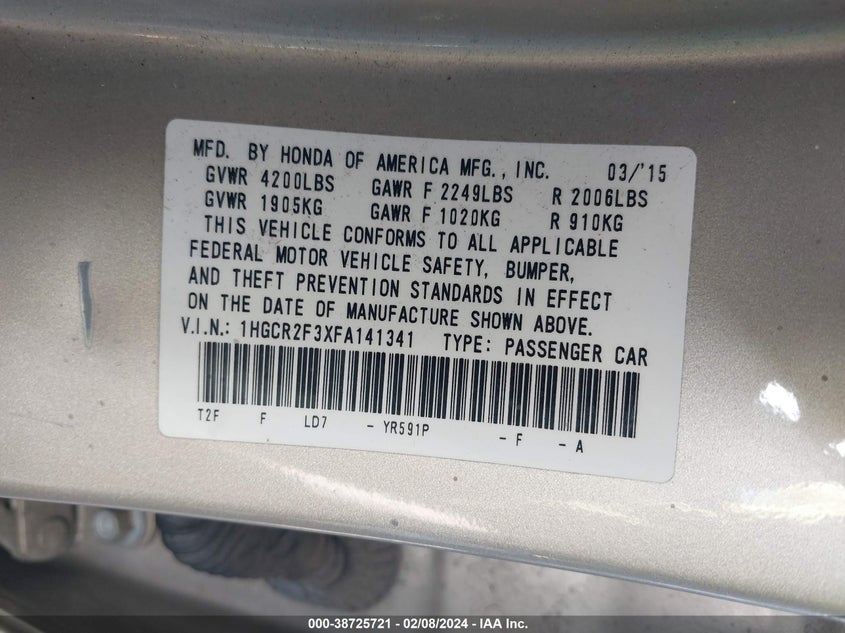 MFD. BY HONDA OF AMERICA MFG., INC. 03/'15
GVWR 4200LBS GAWR F 2249LBS R 2006LBS
GVWR 1905KG GAWR F 1020KG R 910KG
THIS VEHICLE CONFORMS TO ALL APPLICABLE
FEDERAL MOTOR VEHICLE SAFETY, BUMPER,
AND THEFT PREVENTION STANDARDS IN EFFECT
ON THE DATE OF MANUFACTURE SHOWN ABOVE.
V.I.N.: 1HGCR2F3XFA141341 TYPE: PASSENGER CAR
T2F F LD7 - YR591P - F - A
000-38725721 - 02/08/2024 - IAA Inc.